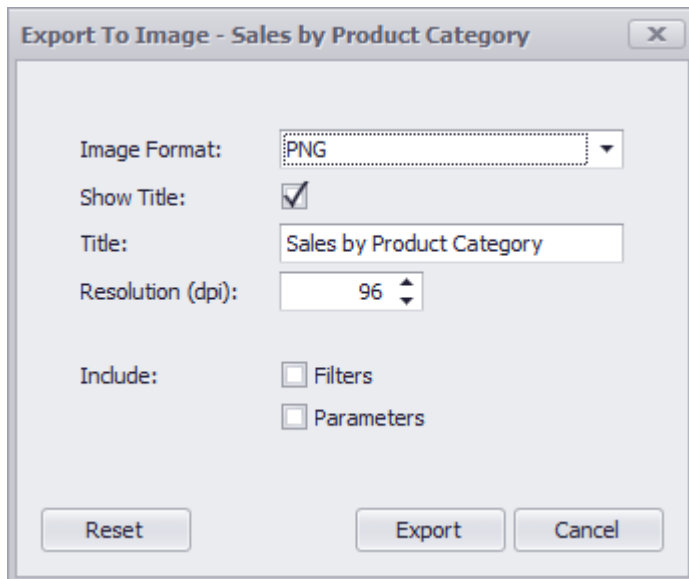 Export To Image - Sales by Product Category
Image Format: PNG
Show Title:
Title: Sales by Product Category
Resolution (dpi): 96
Include: Filters
Parameters
Reset Export Cancel